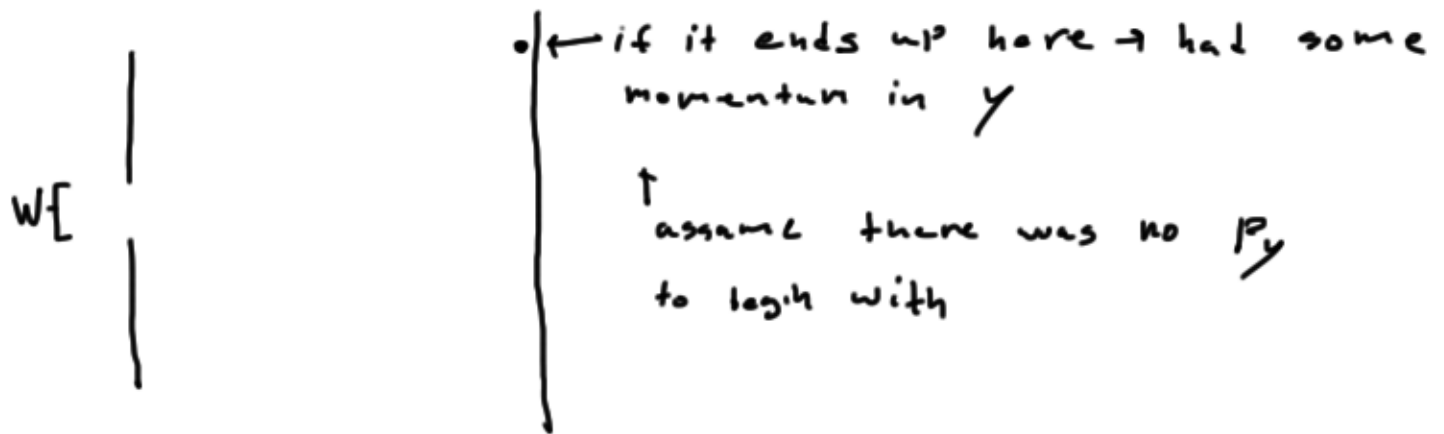 ← if it ends up here → had some
momentum in y
W[
↑
assume there was no Py
to begin with